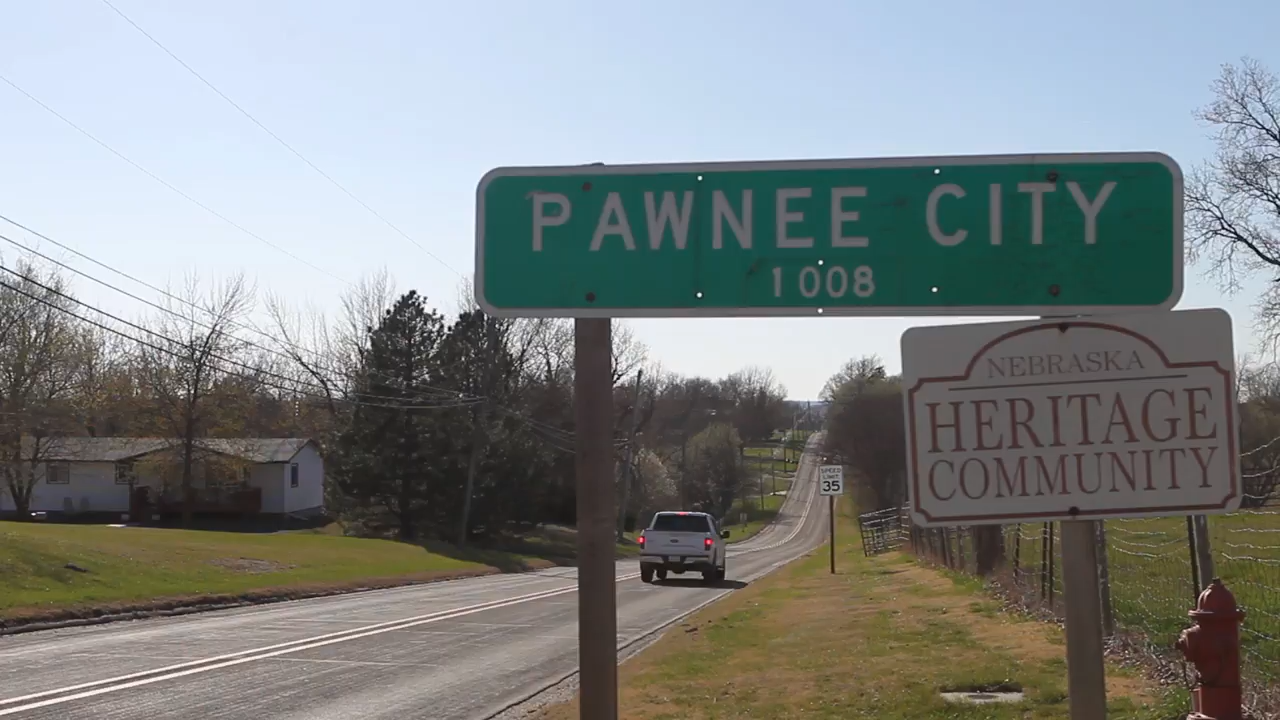 PAWNEE CITY
1008
NEBRASKA
HERITAGE
COMMUNITY
SPEED
LIMIT
35